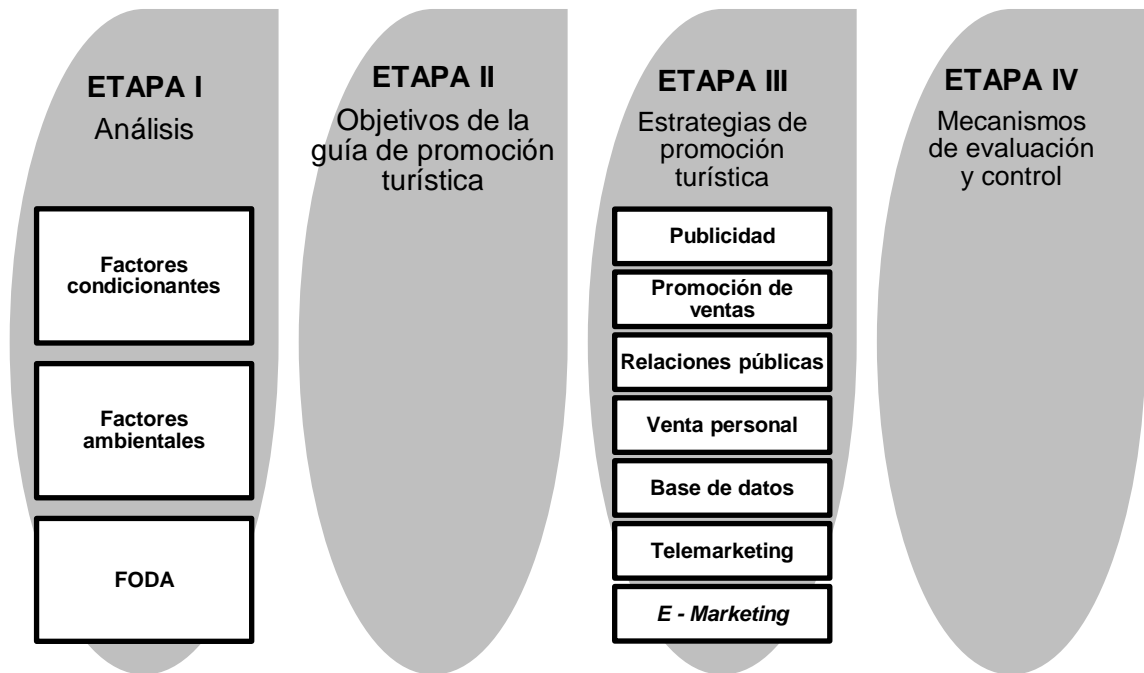 ETAPA I
Análisis
Factores
condicionantes
Factores
ambientales
FODA
ETAPA II
Objetivos de la
guía de promoción
turística
ETAPA III
Estrategias de
promoción
turística
Publicidad
Promoción de
ventas
Relaciones públicas
Venta personal
Base de datos
Telemarketing
E - Marketing
ETAPA IV
Mecanismos
de evaluación
y control